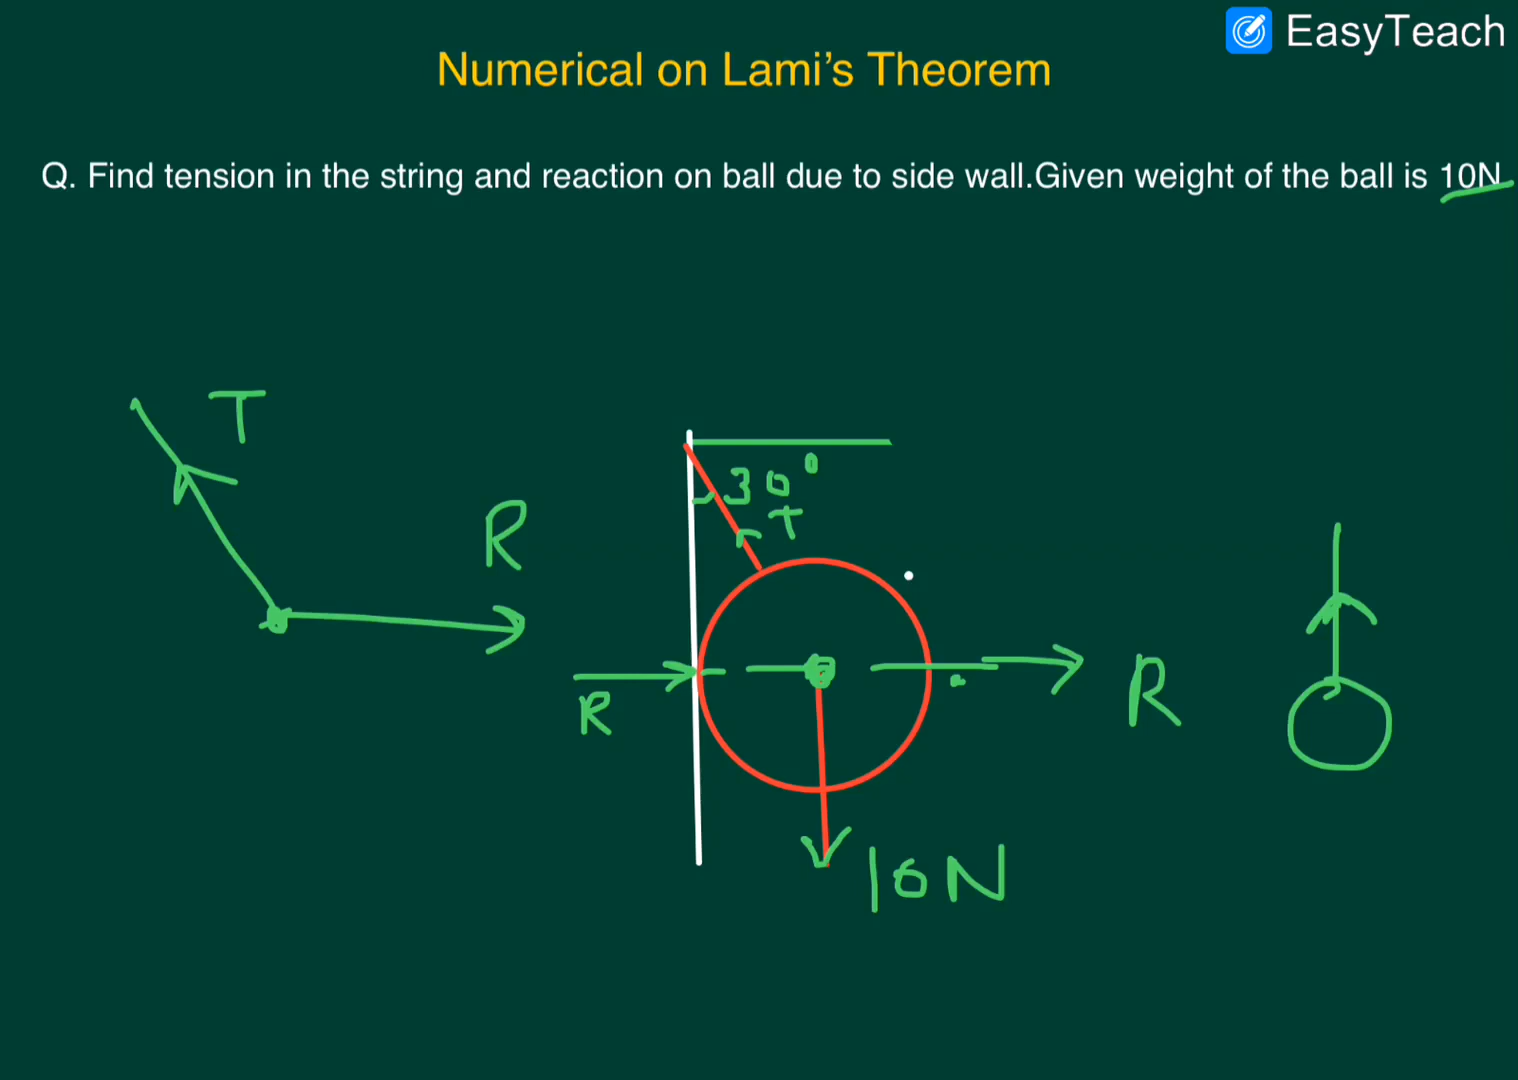 EasyTeach
Numerical on Lami's Theorem
Q. Find tension in the string and reaction on ball due to side wall.Given weight of the ball is 10N
T
R
30°
T
R
R
10N